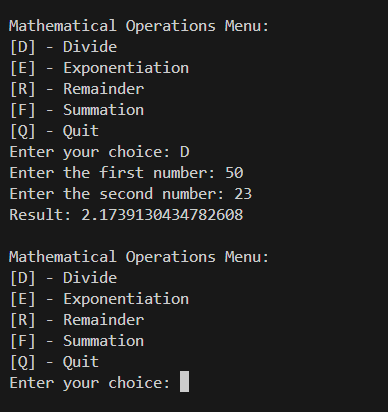 Mathematical Operations Menu:
[D] - Divide
[E] - Exponentiation
[R] - Remainder
[F] - Summation
[Q] - Quit
Enter your choice: D
Enter the first number: 50
Enter the second number: 23
Result: 2.1739130434782608
Mathematical Operations Menu:
[D] - Divide
[E] - Exponentiation
[R] - Remainder
[F] - Summation
[Q] - Quit
Enter your choice: